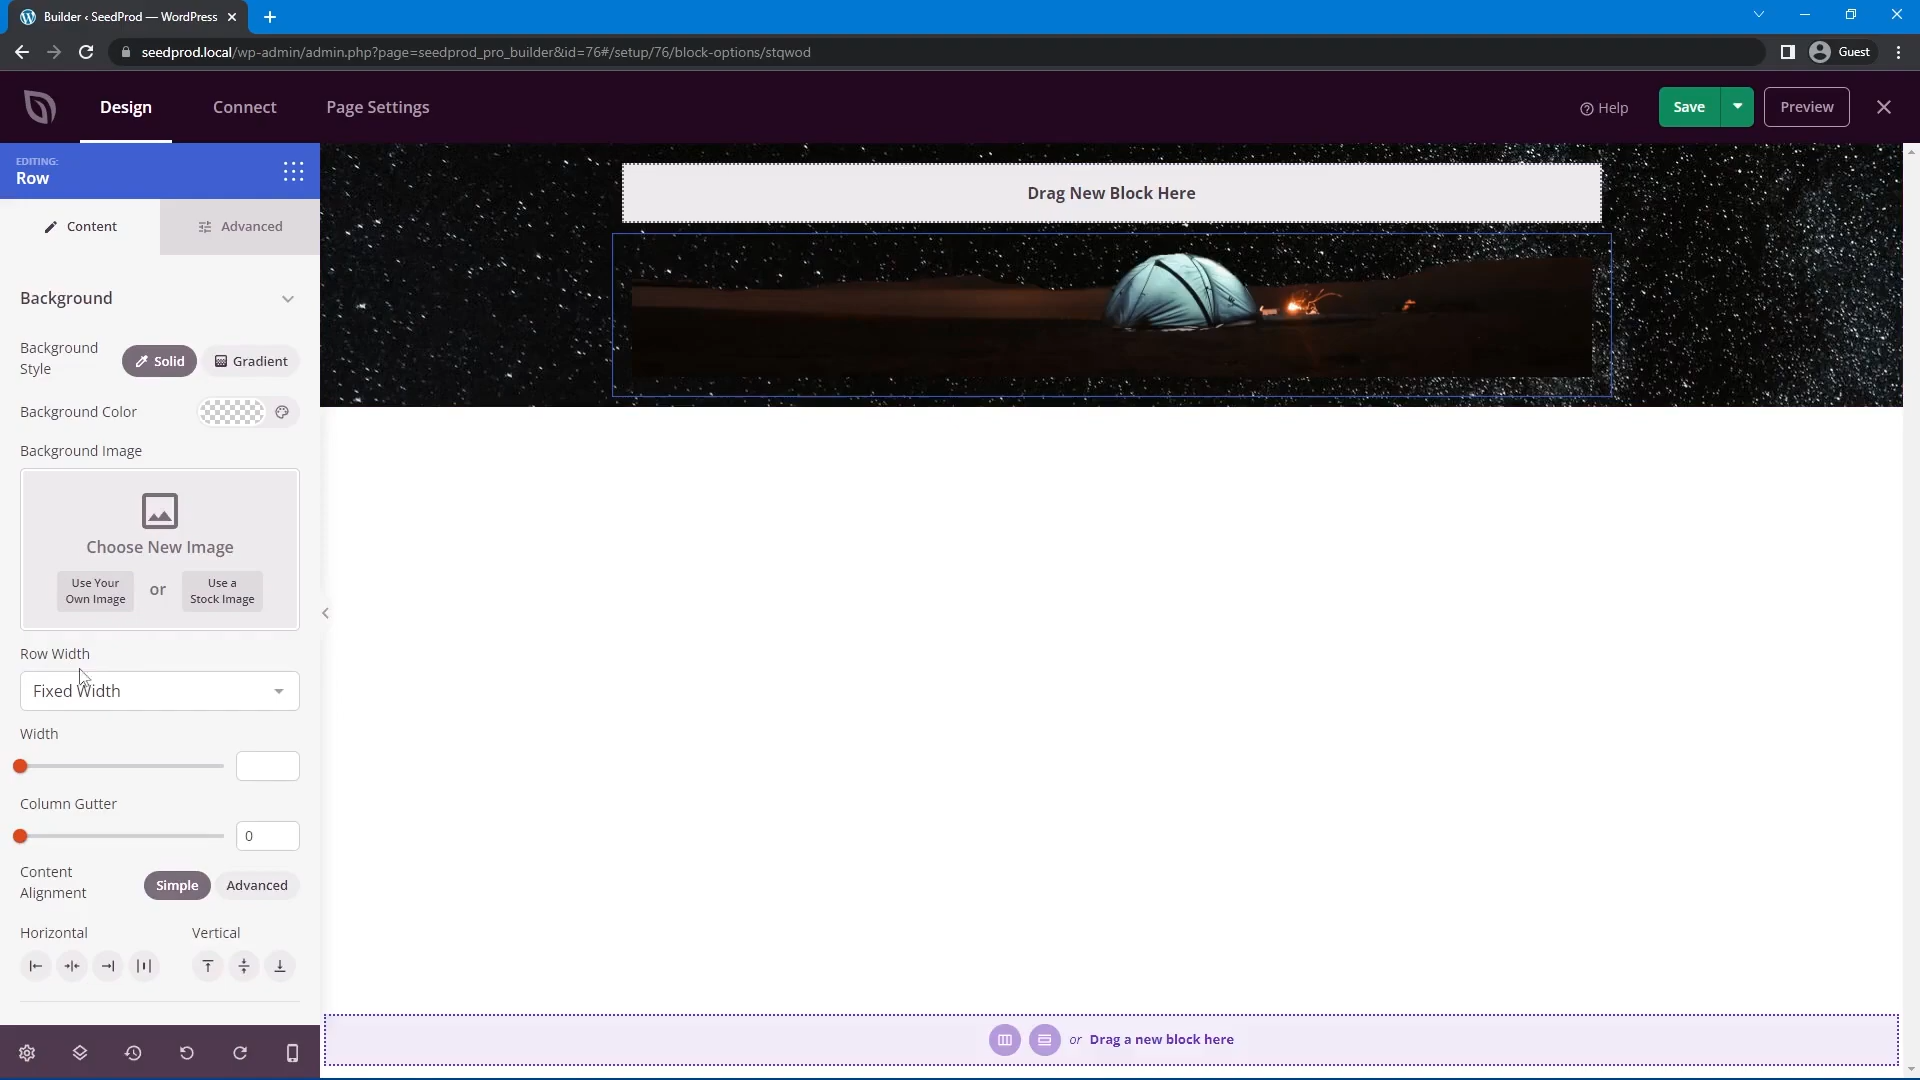 Builder ‹ SeedProd — WordPress
seedprod.local/wp-admin/admin.php?page=seedprod_pro_builder&id=76#/setup/76/block-options/stqwod
Guest
Design
Connect
Page Settings
Help
Save
Preview
EDITING:
Row
Content
Advanced
Drag New Block Here
Background
Background
Style
Solid
Gradient
Background Color
Background Image
Choose New Image
Use Your
Own Image
or
Use a
Stock Image
Row Width
Fixed Width
Width
Column Gutter
0
Content
Alignment
Simple
Advanced
Horizontal
Vertical
or Drag a new block here